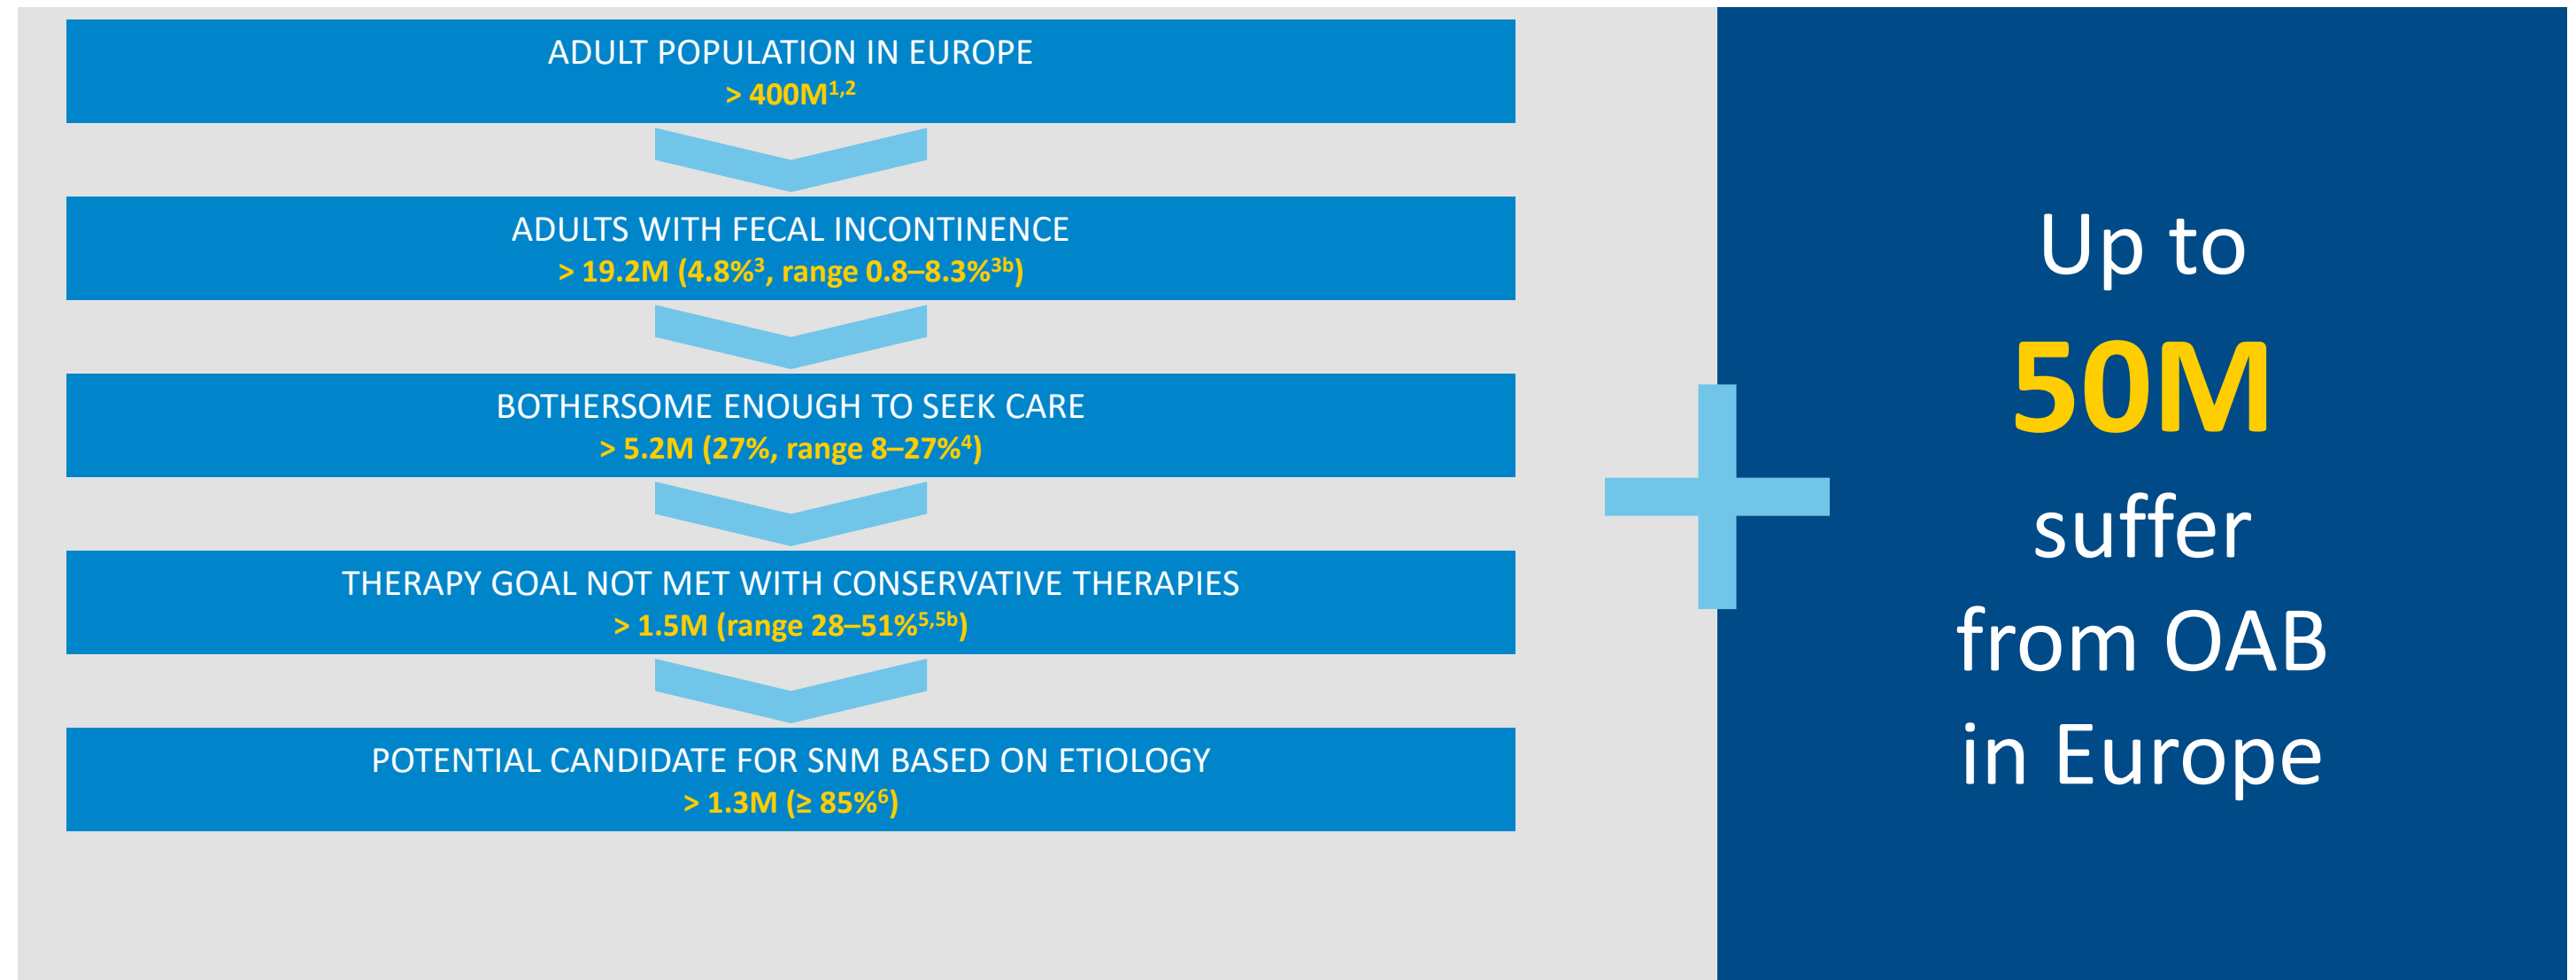 ADULT POPULATION IN EUROPE
> 400M¹,²
ADULTS WITH FECAL INCONTINENCE
> 19.2M (4.8%³, range 0.8–8.3%³ᵇ)
BOTHERSOME ENOUGH TO SEEK CARE
> 5.2M (27%, range 8–27%⁴)
THERAPY GOAL NOT MET WITH CONSERVATIVE THERAPIES
> 1.5M (range 28–51%⁵,⁵ᵇ)
POTENTIAL CANDIDATE FOR SNM BASED ON ETIOLOGY
> 1.3M (≥ 85%⁶)
Up to
50M
suffer
from OAB
in Europe